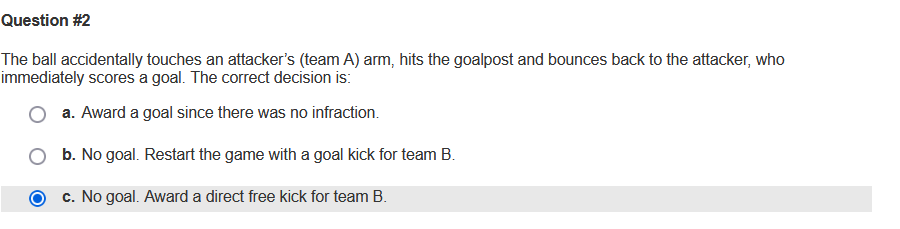 Question #2
The ball accidentally touches an attacker's (team A) arm, hits the goalpost and bounces back to the attacker, who
immediately scores a goal. The correct decision is:
a. Award a goal since there was no infraction.
b. No goal. Restart the game with a goal kick for team B.
c. No goal. Award a direct free kick for team B.